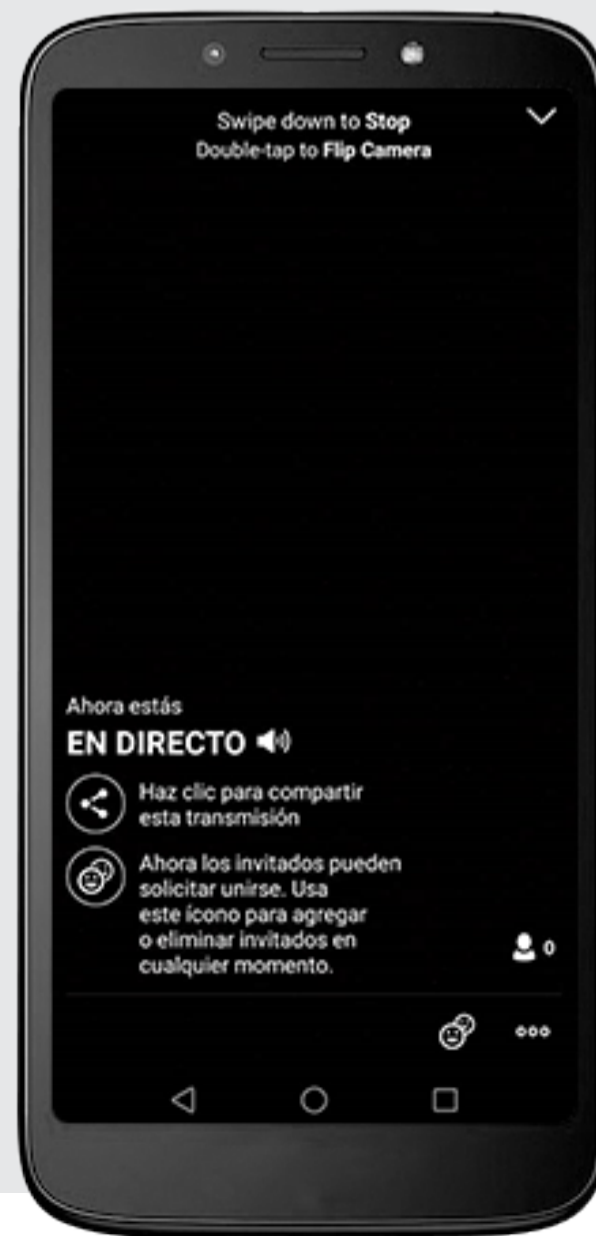 Swipe down to Stop
Double-tap to Flip Camera
Ahora estás
EN DIRECTO
Haz clic para compartir
esta transmisión
Ahora los invitados pueden
solicitar unirse. Usa
este ícono para agregar
o eliminar invitados en
cualquier momento.
0